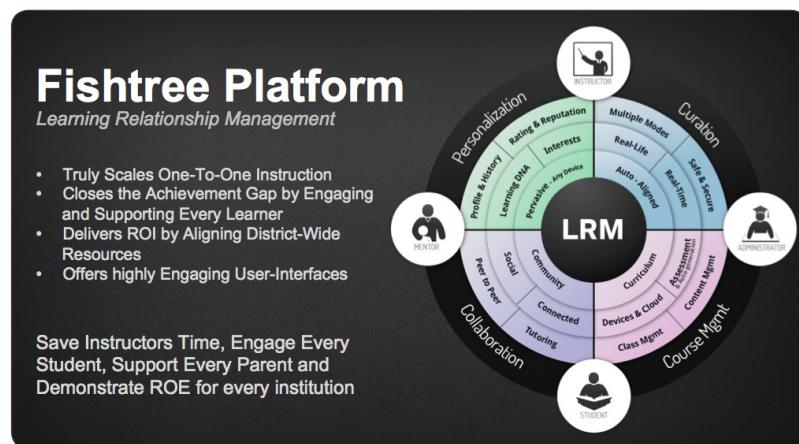 Fishtree Platform
Learning Relationship Management
• Truly Scales One-To-One Instruction
• Closes the Achievement Gap by Engaging
and Supporting Every Learner
• Delivers ROI by Aligning District-Wide
Resources
• Offers highly Engaging User-Interfaces
Save Instructors Time, Engage Every
Student, Support Every Parent and
Demonstrate ROE for every institution
INSTRUCTOR
Personalization
Rating & Reputation
Profile & History
Interests
Learning DNA
Pervasive - Any Device
Curation
Multiple Modes
Safe & Secure
Real-Life
Real-Time
Auto - Aligned
LRM
MENTOR
ADMINISTRATOR
Collaboration
Peer to Peer
Social
Community
Connected
Tutoring
Course Mgmt
Curriculum
Assessment
Devices & Cloud
Content Mgmt
Class Mgmt
STUDENT